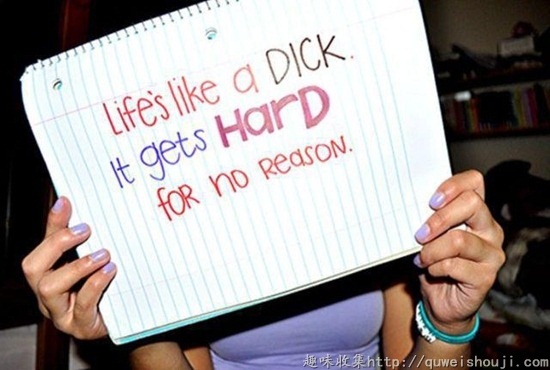 Life's like a DICK.
It gets HARD
foR no Reason.
趣味收集http://quweishouji.com